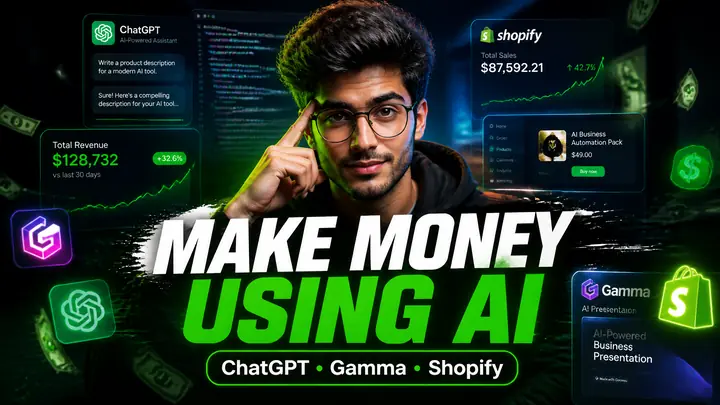 ChatGPT
AI-Powered Assistant
Write a product description
for a modern AI tool.
Sure! Here's a compelling
description for your AI tool...
Total Revenue
$128,732
+32.6%
vs last 30 days
shopify
Total Sales
$87,592.21
↑ 42.7%
AI Business
Automation Pack
$49.00
Buy now
$
MAKE MONEY
USING AI
ChatGPT • Gamma • Shopify
Gamma
AI Presentation
AI-Powered
Business
Presentation
S